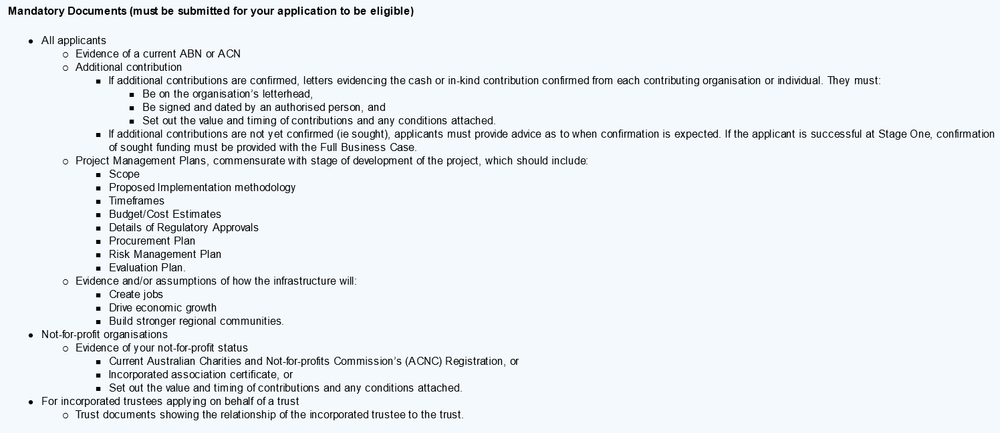 Mandatory Documents (must be submitted for your application to be eligible)
● All applicants
○ Evidence of a current ABN or ACN
○ Additional contribution
■ If additional contributions are confirmed, letters evidencing the cash or in-kind contribution confirmed from each contributing organisation or individual. They must:
■ Be on the organisation's letterhead,
■ Be signed and dated by an authorised person, and
■ Set out the value and timing of contributions and any conditions attached.
■ If additional contributions are not yet confirmed (ie sought), applicants must provide advice as to when confirmation is expected. If the applicant is successful at Stage One, confirmation
of sought funding must be provided with the Full Business Case.
○ Project Management Plans, commensurate with stage of development of the project, which should include:
■ Scope
■ Proposed Implementation methodology
■ Timeframes
■ Budget/Cost Estimates
■ Details of Regulatory Approvals
■ Procurement Plan
■ Risk Management Plan
■ Evaluation Plan.
○ Evidence and/or assumptions of how the infrastructure will:
■ Create jobs
■ Drive economic growth
■ Build stronger regional communities.
● Not-for-profit organisations
○ Evidence of your not-for-profit status
■ Current Australian Charities and Not-for-profits Commission's (ACNC) Registration, or
■ Incorporated association certificate, or
■ Set out the value and timing of contributions and any conditions attached.
● For incorporated trustees applying on behalf of a trust
○ Trust documents showing the relationship of the incorporated trustee to the trust.